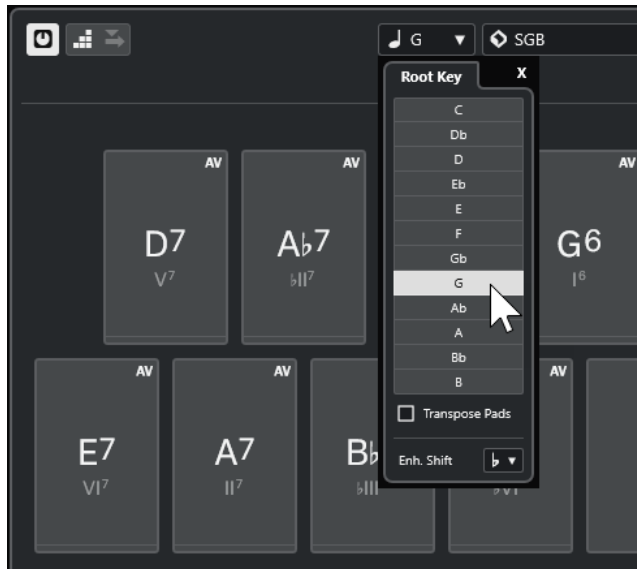 G
SGB
Root Key
X
C
Db
D
Eb
E
F
Gb
G
Ab
A
Bb
B
Transpose Pads
Enh. Shift
♭
AV
AV
AV
D7
A♭7
G6
V7
♭II7
I6
AV
AV
AV
E7
A7
VI7
II7
♭III
♭VI